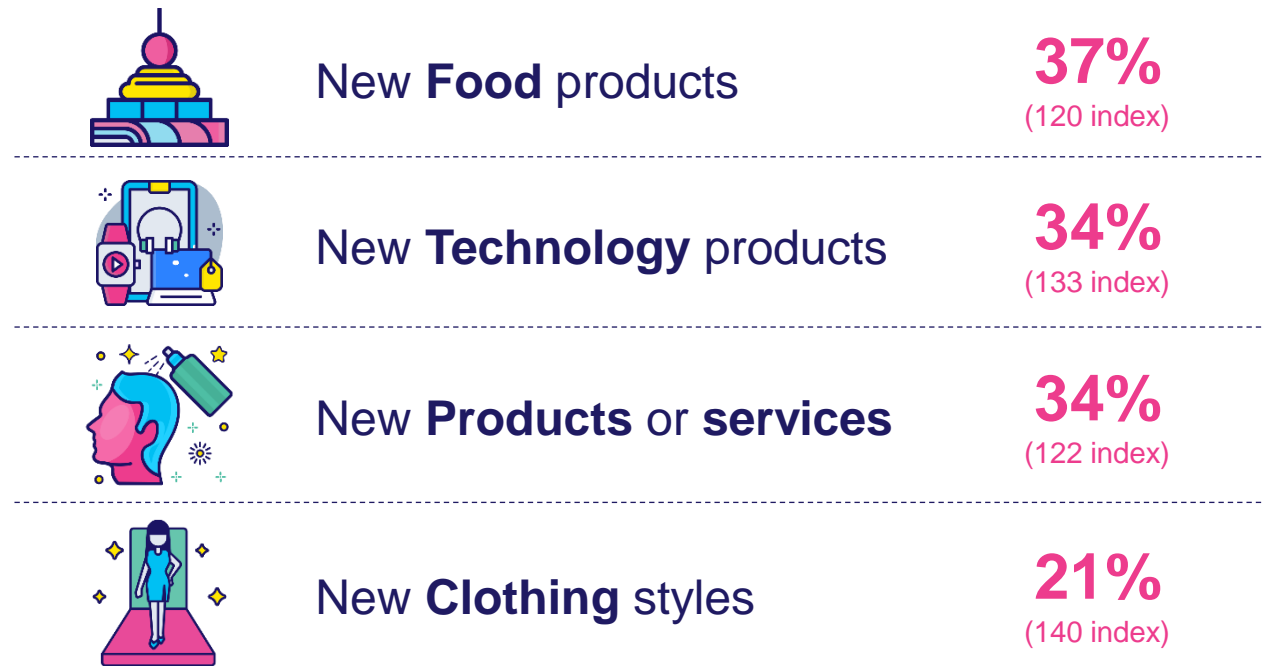 New Food products
37%
(120 index)
New Technology products
34%
(133 index)
New Products or services
34%
(122 index)
New Clothing styles
21%
(140 index)